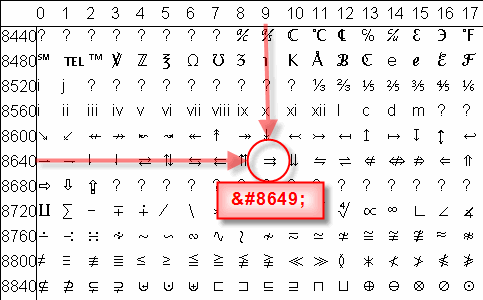 0 1 2 3 4 5 6 7 8 9 10 11 12 13 14 15 16 17
8440 ? ? ? ? ? ? ? ? ℀ ℁ ℂ ℃ ℄ ℅ ℆ ℇ ℈ ℉
8480 ℠ ℡ ™ ℣ ℤ ℥ Ω ℧ ℨ ℩ K Å ℬ ℭ ℮ ℯ ℰ ℱ
8520 i j ? ? ? ? ? ? ? ? ? ⅓ ⅔ ⅕ ⅖ ⅗ ⅘ ⅙
8560 i ii iii iv v vi vii viii ix x xi xii l c d m ? ?
8600 ↘ ↙ ↚ ↛ ↜ ↝ ↞ ↟ ↠ ↡ ↢ ↣ ↤ ↥ ↦ ↧ ↨ ↩
8640 ⇀ ⇁ ⇂ ⇃ ⇄ ⇅ ⇆ ⇇ ⇈ ⇉ ⇊ ⇋ ⇌ ⇍ ⇎ ⇏ ⇐ ⇑
8680 ⇨ ⇩ ⇪ ? ? ? ? ? ? ? ? ? ? ? ? ? ? ?
&#8649;
8720 ∐ ∑ − ∓ ∔ ∕ ∖ ∗ ∜ ∝ ∞ ∟ ∠ ∡
8760 ∸ ∹ ∺ ∻ ∼ ∽ ∾ ∿ ≀ ≁ ≂ ≃ ≄ ≅ ≆ ≇ ≈ ≉
8800 ≠ ≡ ≢ ≣ ≤ ≥ ≦ ≧ ≨ ≩ ≪ ≫ ≬ ≭ ≮ ≯ ≰ ≱
8840 ⊈ ⊉ ⊊ ⊋ ⊌ ⊍ ⊎ ⊏ ⊐ ⊑ ⊒ ⊓ ⊔ ⊕ ⊖ ⊗ ⊘ ⊙